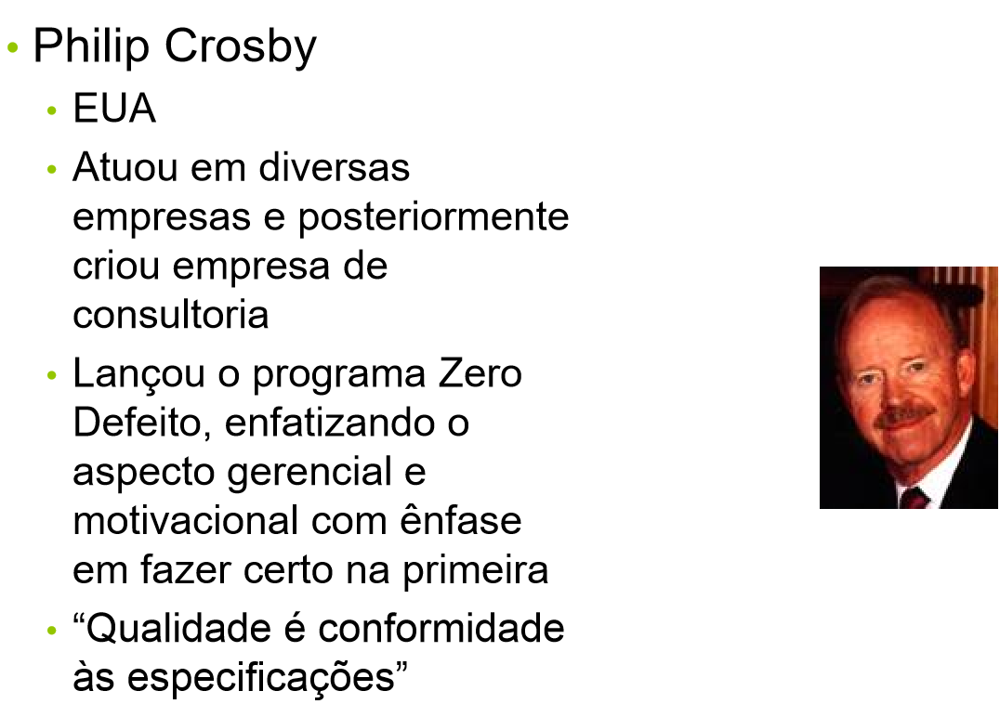 • Philip Crosby
• EUA
• Atuou em diversas
empresas e posteriormente
criou empresa de
consultoria
• Lançou o programa Zero
Defeito, enfatizando o
aspecto gerencial e
motivacional com ênfase
em fazer certo na primeira
• “Qualidade é conformidade
às especificações”